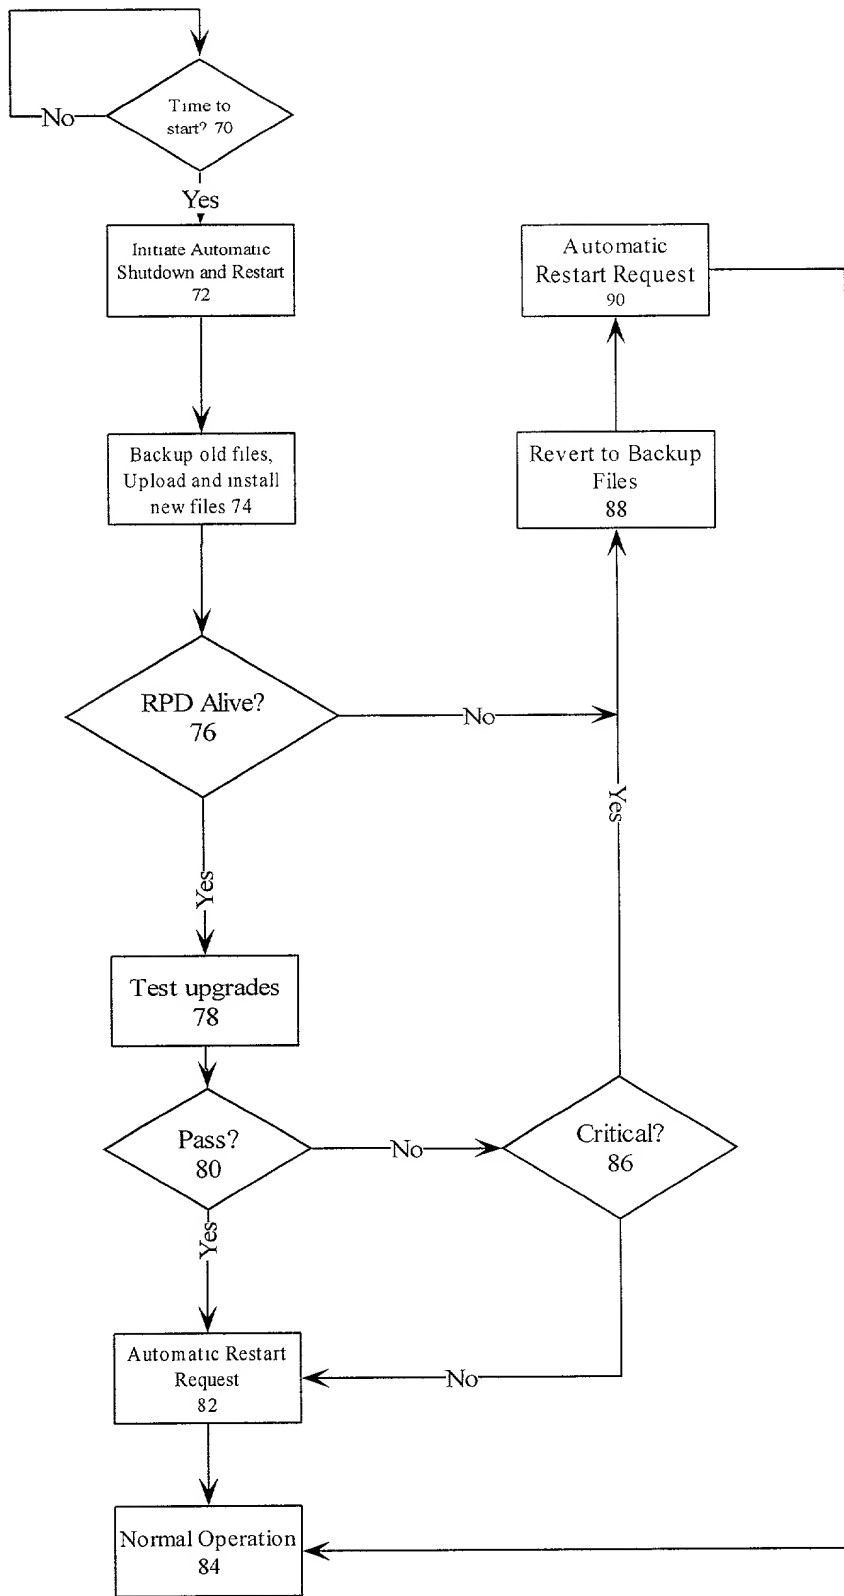 Time to
start? 70
No
Yes
Initiate Automatic
Shutdown and Restart
72
Automatic
Restart Request
90
Backup old files,
Upload and install
new files 74
Revert to Backup
Files
88
RPD Alive?
76
No
Yes
Yes
Test upgrades
78
Pass?
80
No
Critical?
86
Yes
Automatic Restart
Request
82
No
Normal Operation
84